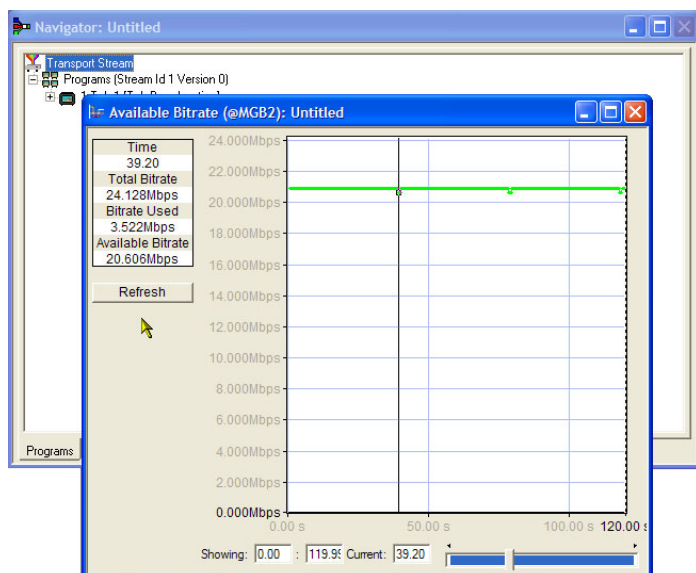 Navigator: Untitled
Transport Stream
Programs (Stream Id 1 Version 0)
Available Bitrate (@MGB2): Untitled
Time
39.20
Total Bitrate
24.128Mbps
Bitrate Used
3.522Mbps
Available Bitrate
20.606Mbps
Refresh
24.000Mbps
22.000Mbps
20.000Mbps
18.000Mbps
16.000Mbps
14.000Mbps
12.000Mbps
10.000Mbps
8.000Mbps
6.000Mbps
4.000Mbps
2.000Mbps
0.000Mbps
0.00 s 50.00 s 100.00 s 120.00 s
Programs
Showing: 0.00 : 119.95 Current: 39.20